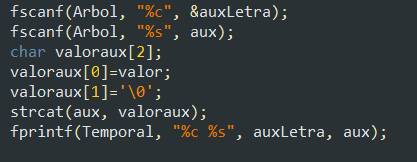 fscanf(Arbol, "%c", &auxLetra);
fscanf(Arbol, "%s", aux);
char valoraux[2];
valoraux[0]=valor;
valoraux[1]='\0';
strcat(aux, valoraux);
fprintf(Temporal, "%c %s", auxLetra, aux);